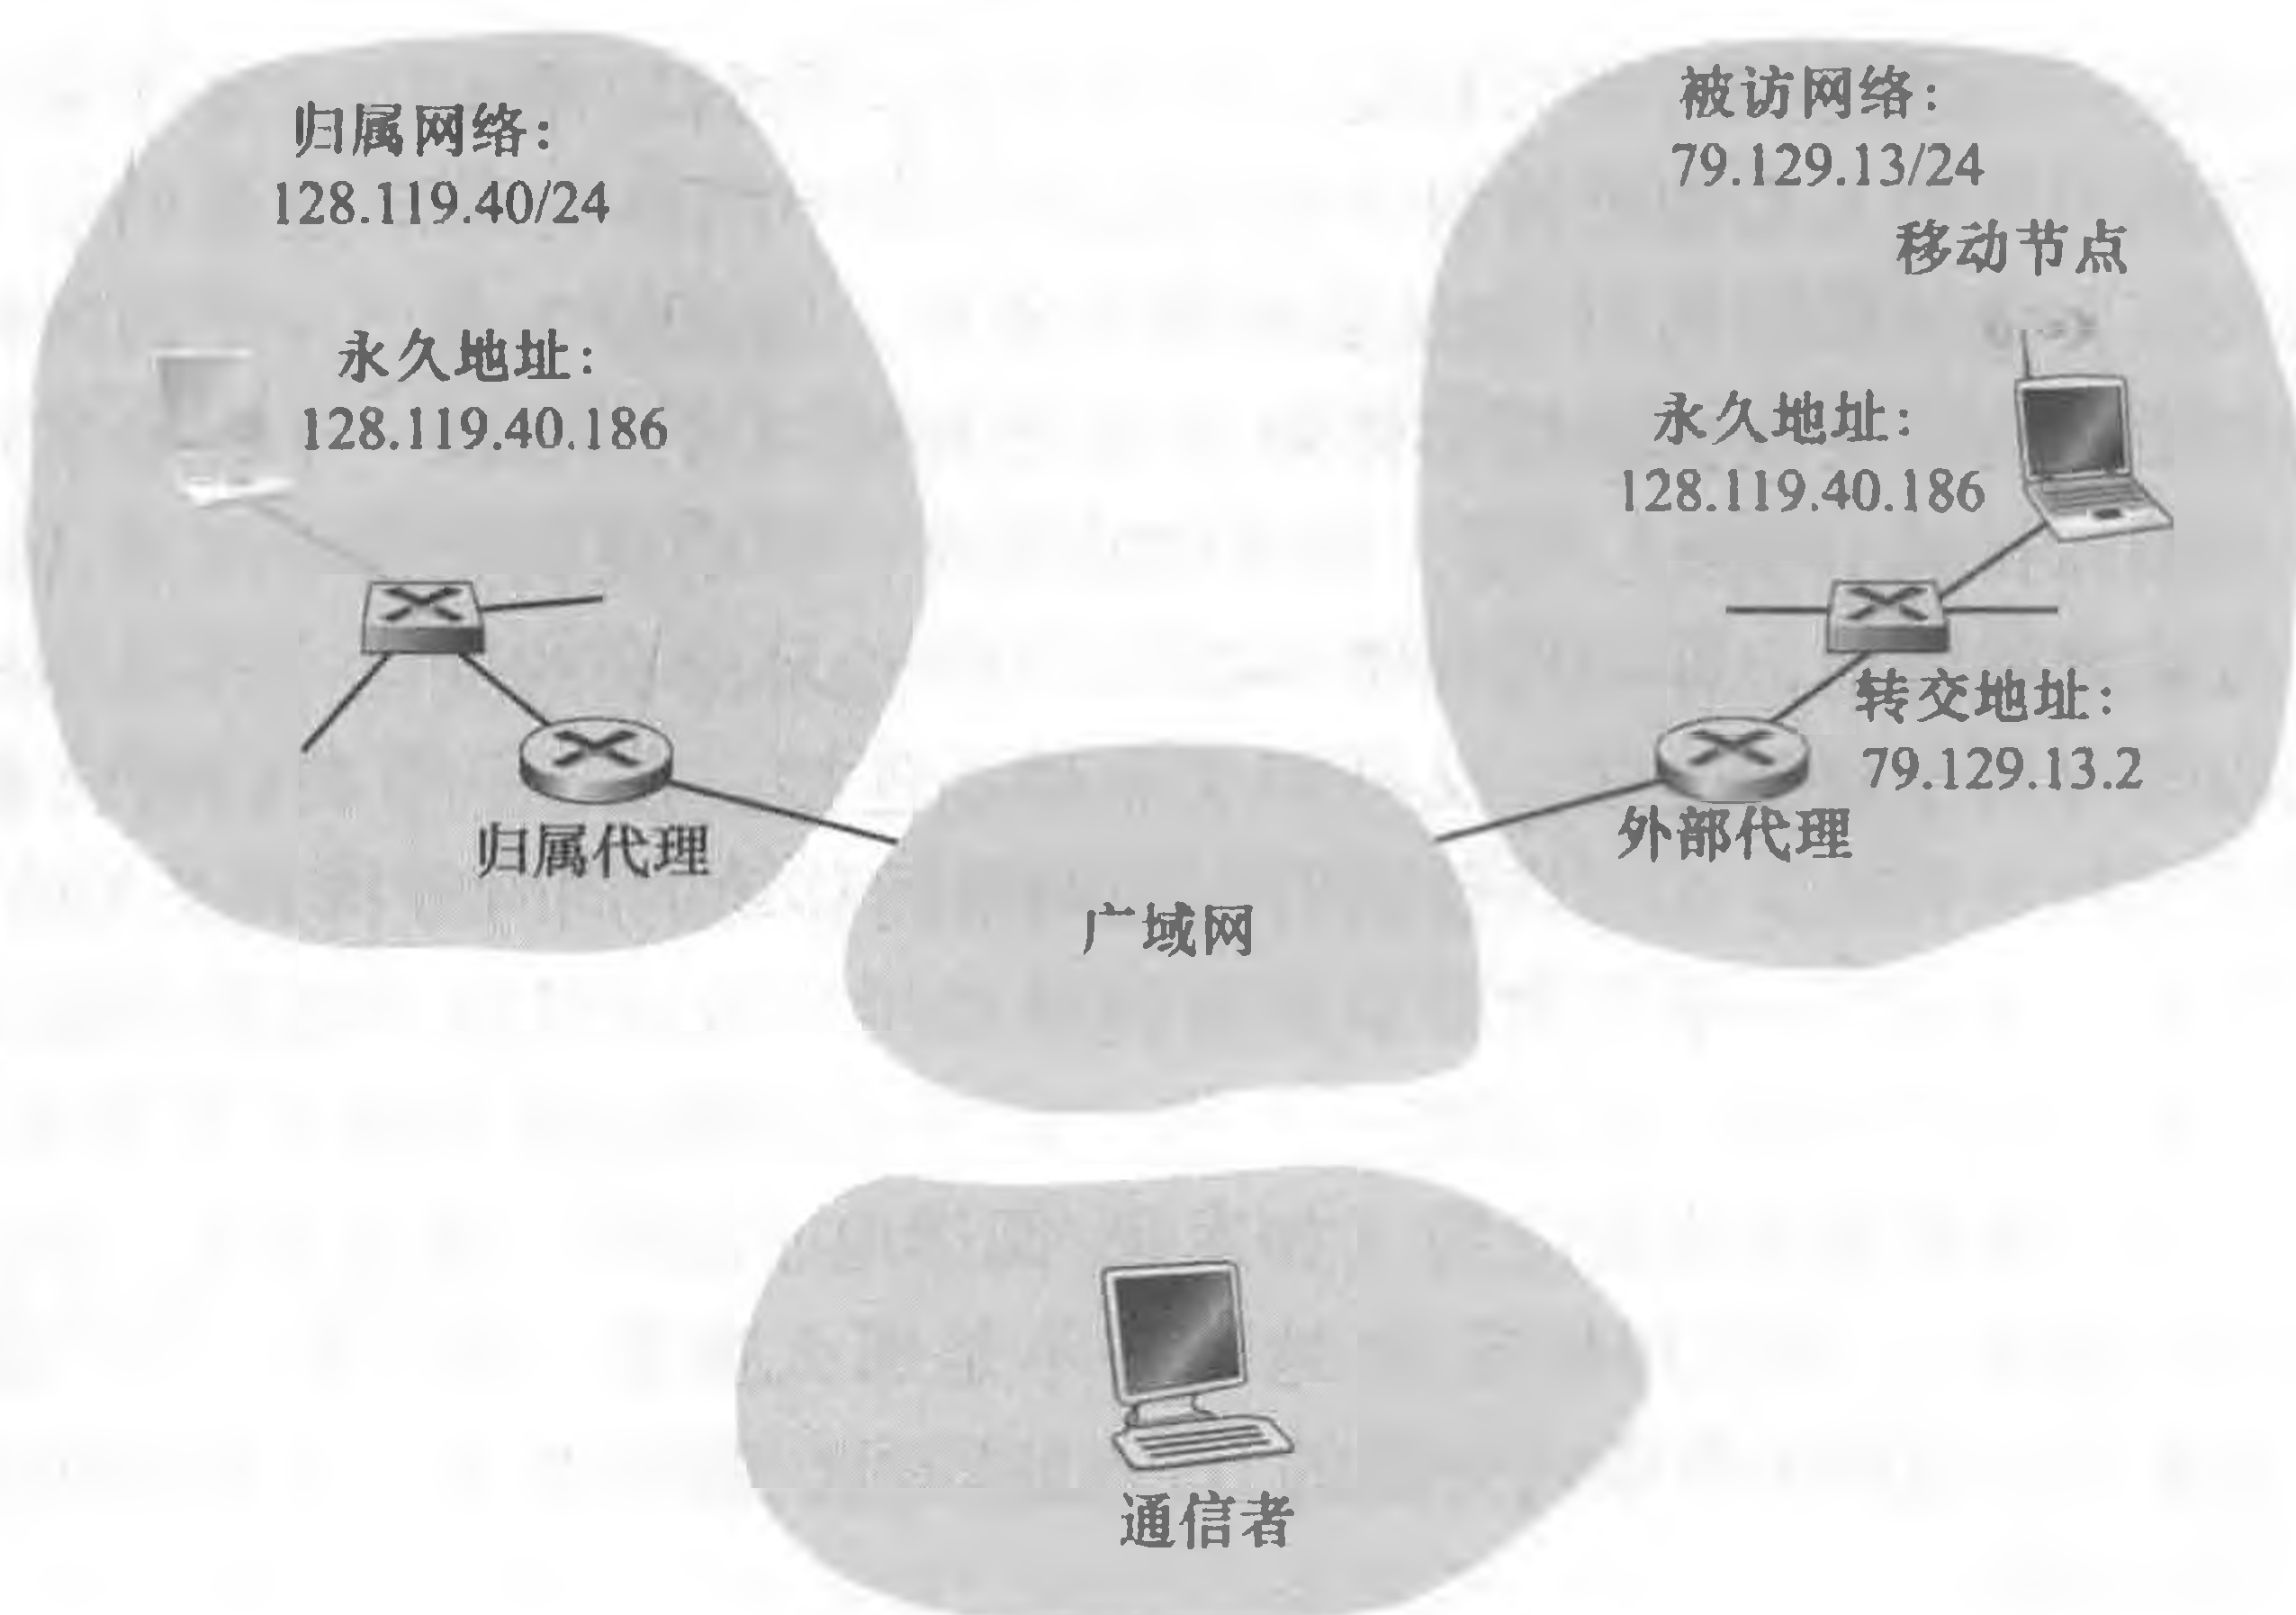 归属网络:
128.119.40/24
永久地址:
128.119.40.186
归属代理
被访网络:
79.129.13/24
移动节点
永久地址:
128.119.40.186
转交地址:
79.129.13.2
外部代理
广域网
通信者